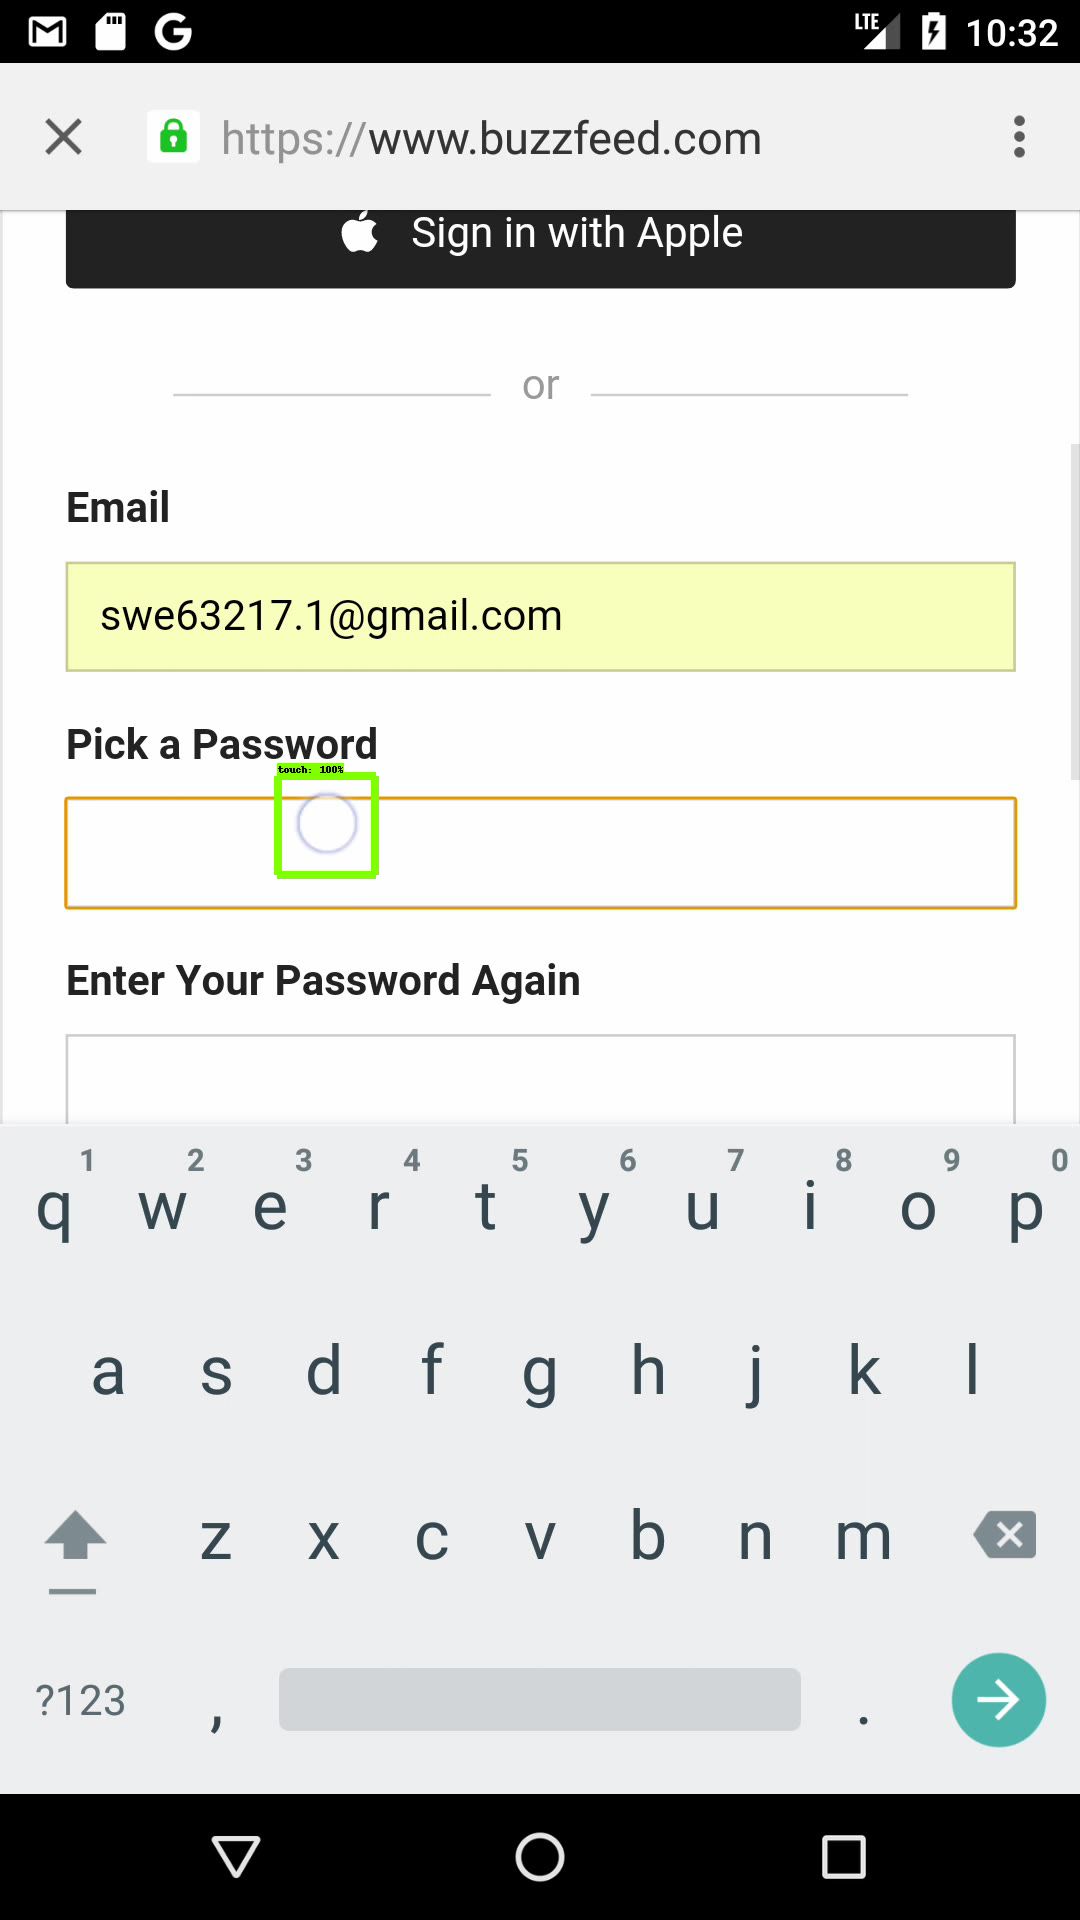 LTE 10:32
https://www.buzzfeed.com
Sign in with Apple
or
Email
swe63217.1@gmail.com
Pick a Password
touch: 100%
Enter Your Password Again
1 2 3 4 5 6 7 8 9 0
q w e r t y u i o p
a s d f g h j k l
z x c v b n m
?123 , .